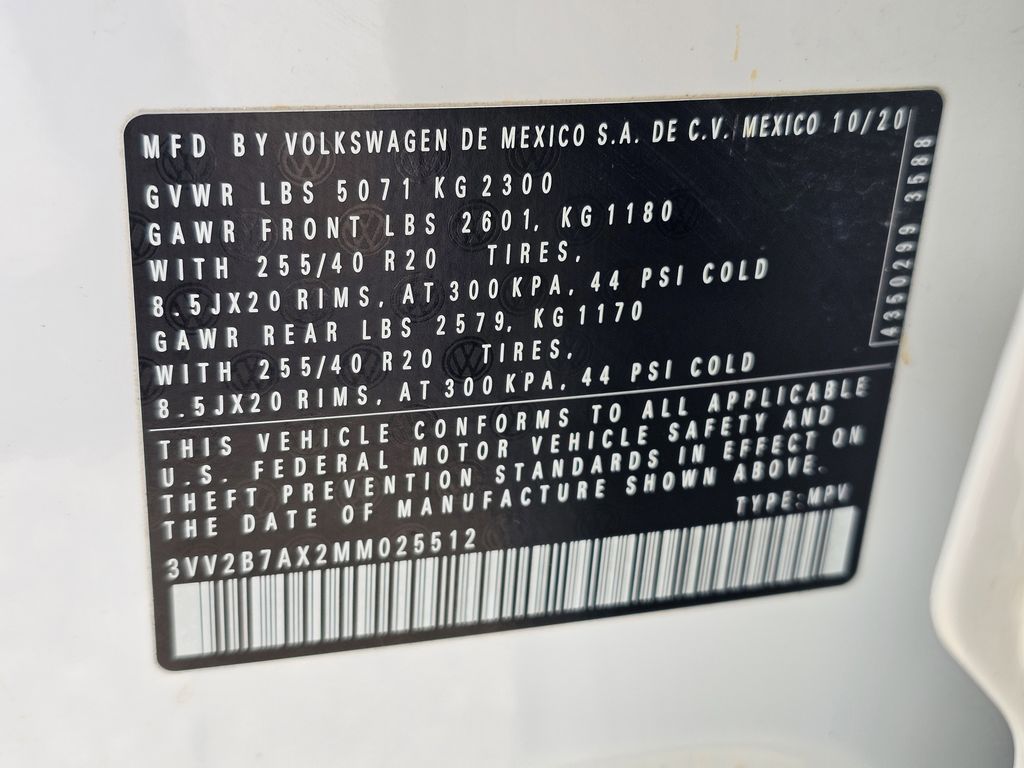 MFD BY VOLKSWAGEN DE MEXICO S.A. DE C.V. MEXICO 10/20
GVWR LBS 5071 KG 2300
GAWR FRONT LBS 2601, KG 1180
WITH 255/40 R20 TIRES,
8.5JX20 RIMS, AT 300 KPA, 44 PSI COLD
GAWR REAR LBS 2579, KG 1170
WITH 255/40 R20 TIRES,
8.5JX20 RIMS, AT 300 KPA, 44 PSI COLD
A350299 3588
THIS VEHICLE CONFORMS TO ALL APPLICABLE
U.S. FEDERAL MOTOR VEHICLE SAFETY AND
THEFT PREVENTION STANDARDS IN EFFECT ON
THE DATE OF MANUFACTURE SHOWN ABOVE.
TYPE: MPV
3VV2B7AX2MM025512